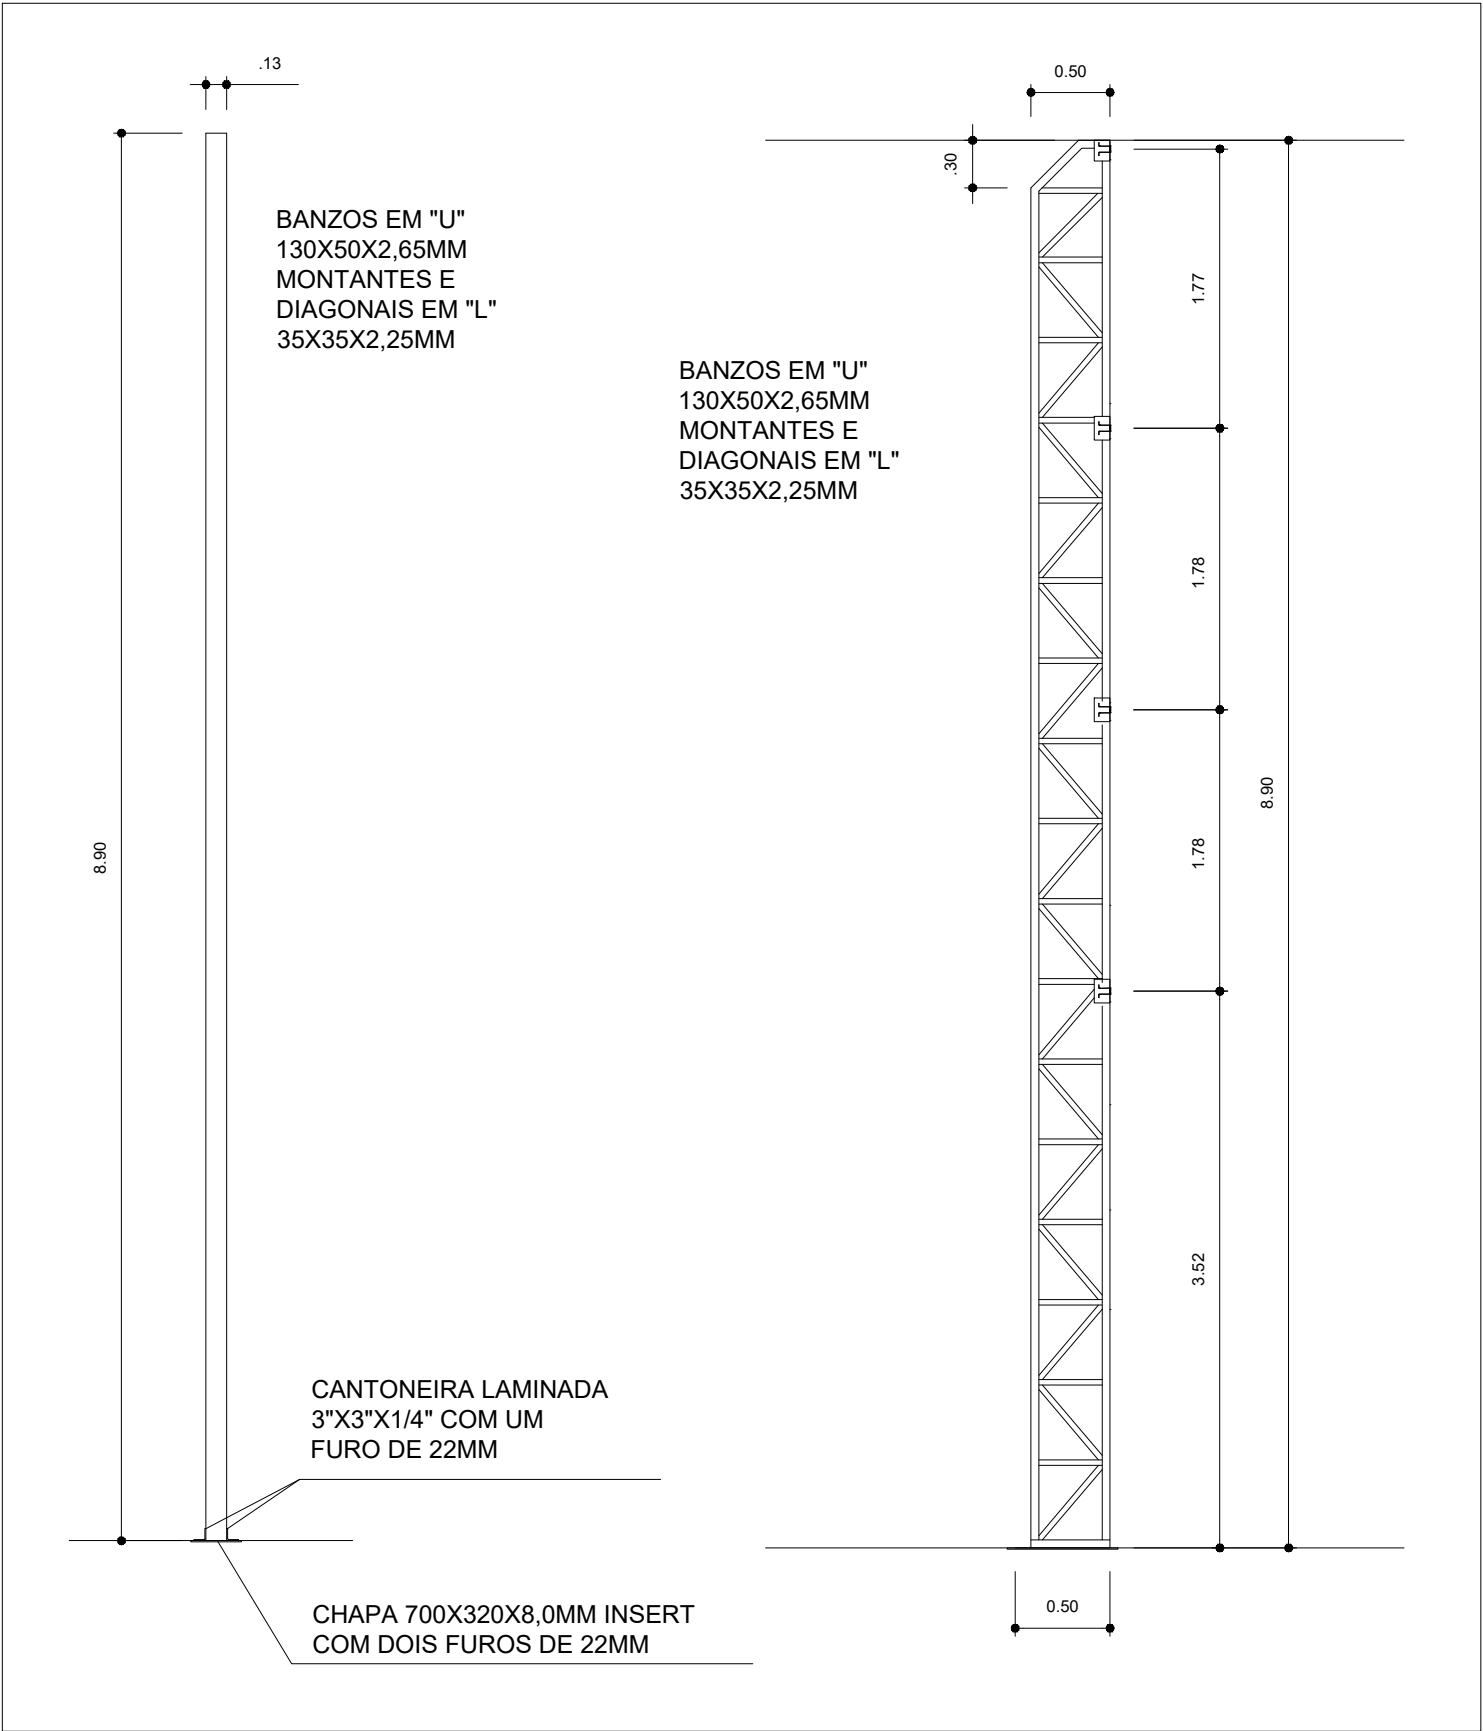 .13
0.50
.30
BANZOS EM "U"
130X50X2,65MM
MONTANTES E
DIAGONAIS EM "L"
35X35X2,25MM
1.77
BANZOS EM "U"
130X50X2,65MM
MONTANTES E
DIAGONAIS EM "L"
35X35X2,25MM
1.78
8.90
8.90
1.78
3.52
CANTONEIRA LAMINADA
3"X3"X1/4" COM UM
FURO DE 22MM
CHAPA 700X320X8,0MM INSERT
COM DOIS FUROS DE 22MM
0.50